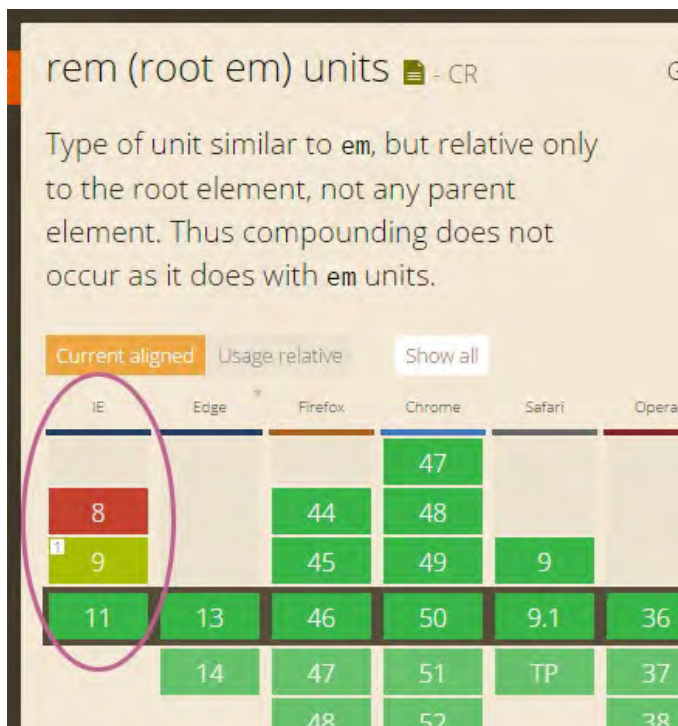 rem (root em) units - CR
Type of unit similar to em, but relative only
to the root element, not any parent
element. Thus compounding does not
occur as it does with em units.
Current aligned Usage relative Show all
IE Edge * Firefox Chrome Safari Opera
47
8 44 48
1 9 45 49 9
11 13 46 50 9.1 36
14 47 51 TP 37
48 52 38